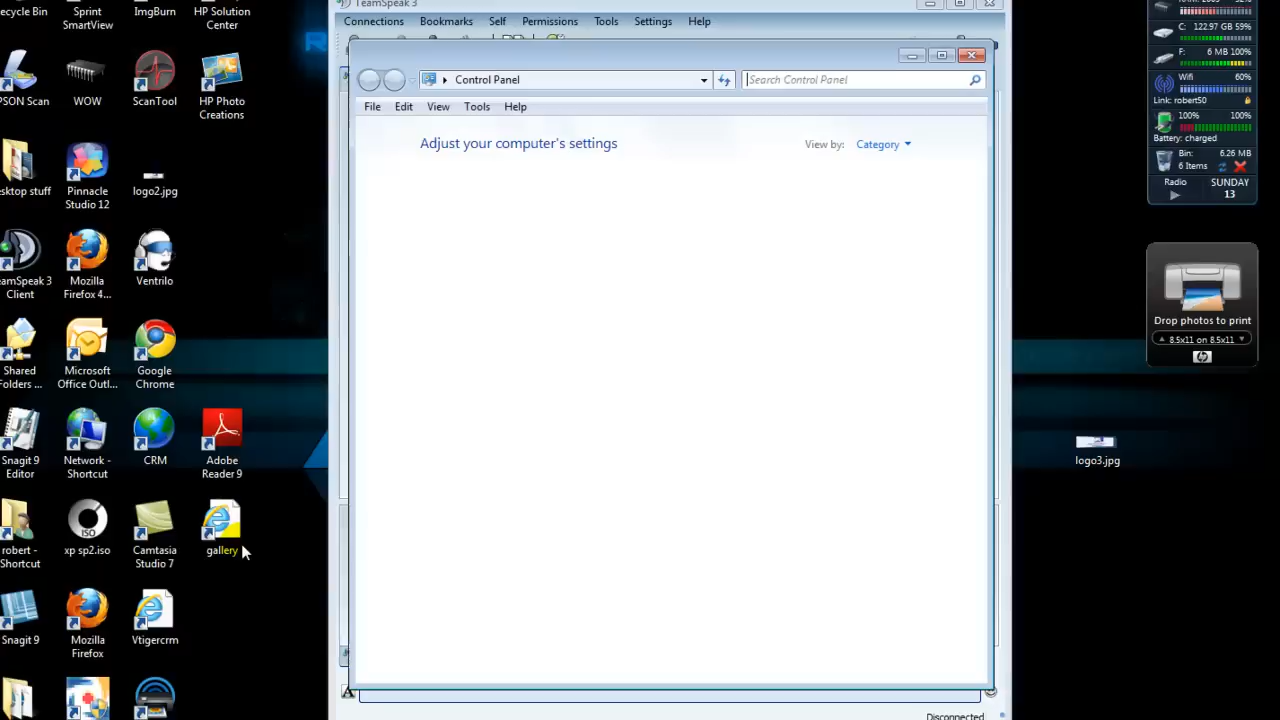 ecycle Bin
Sprint
SmartView
ImgBurn
HP Solution
Center
PSON Scan
WOW
ScanTool
HP Photo
Creations
esktop stuff
Pinnacle
Studio 12
logo2.jpg
eamSpeak 3
Client
Mozilla
Firefox 4...
Ventrilo
Shared
Folders ...
Microsoft
Office Outl...
Google
Chrome
Snagit 9
Editor
Network -
Shortcut
CRM
Adobe
Reader 9
robert -
Shortcut
ISO
xp sp2.iso
Camtasia
Studio 7
gallery
Snagit 9
Mozilla
Firefox
Vtigercrm
TeamSpeak 3
Connections Bookmarks Self Permissions Tools Settings Help
Control Panel
Search Control Panel
File Edit View Tools Help
Adjust your computer's settings
View by: Category
Disconnected
C: 122.97 GB 59%
F: 6 MB 100%
Wifi 60%
Link: robert50
100% 100%
Battery: charged
Bin: 6.26 MB
6 Items
Radio
SUNDAY
13
Drop photos to print
8.5x11 on 8.5x11
hp
logo3.jpg